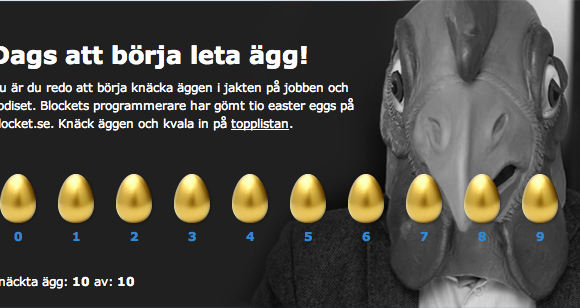 Dags att börja leta ägg!
u är du redo att börja knäcka äggen i jakten på jobben och
odiset. Blockets programmerare har gömt tio easter eggs på
locket.se. Knäck äggen och kvala in på topplistan.
0 1 2 3 4 5 6 7 8 9
näckta ägg: 10 av: 10